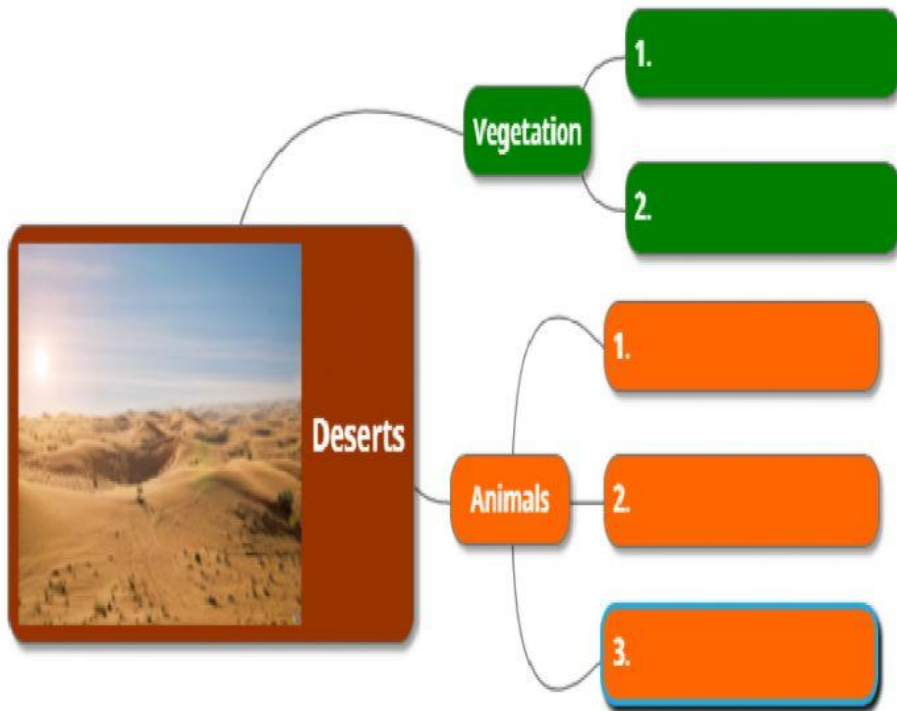 Deserts
Vegetation
1.
2.
Animals
1.
2.
3.